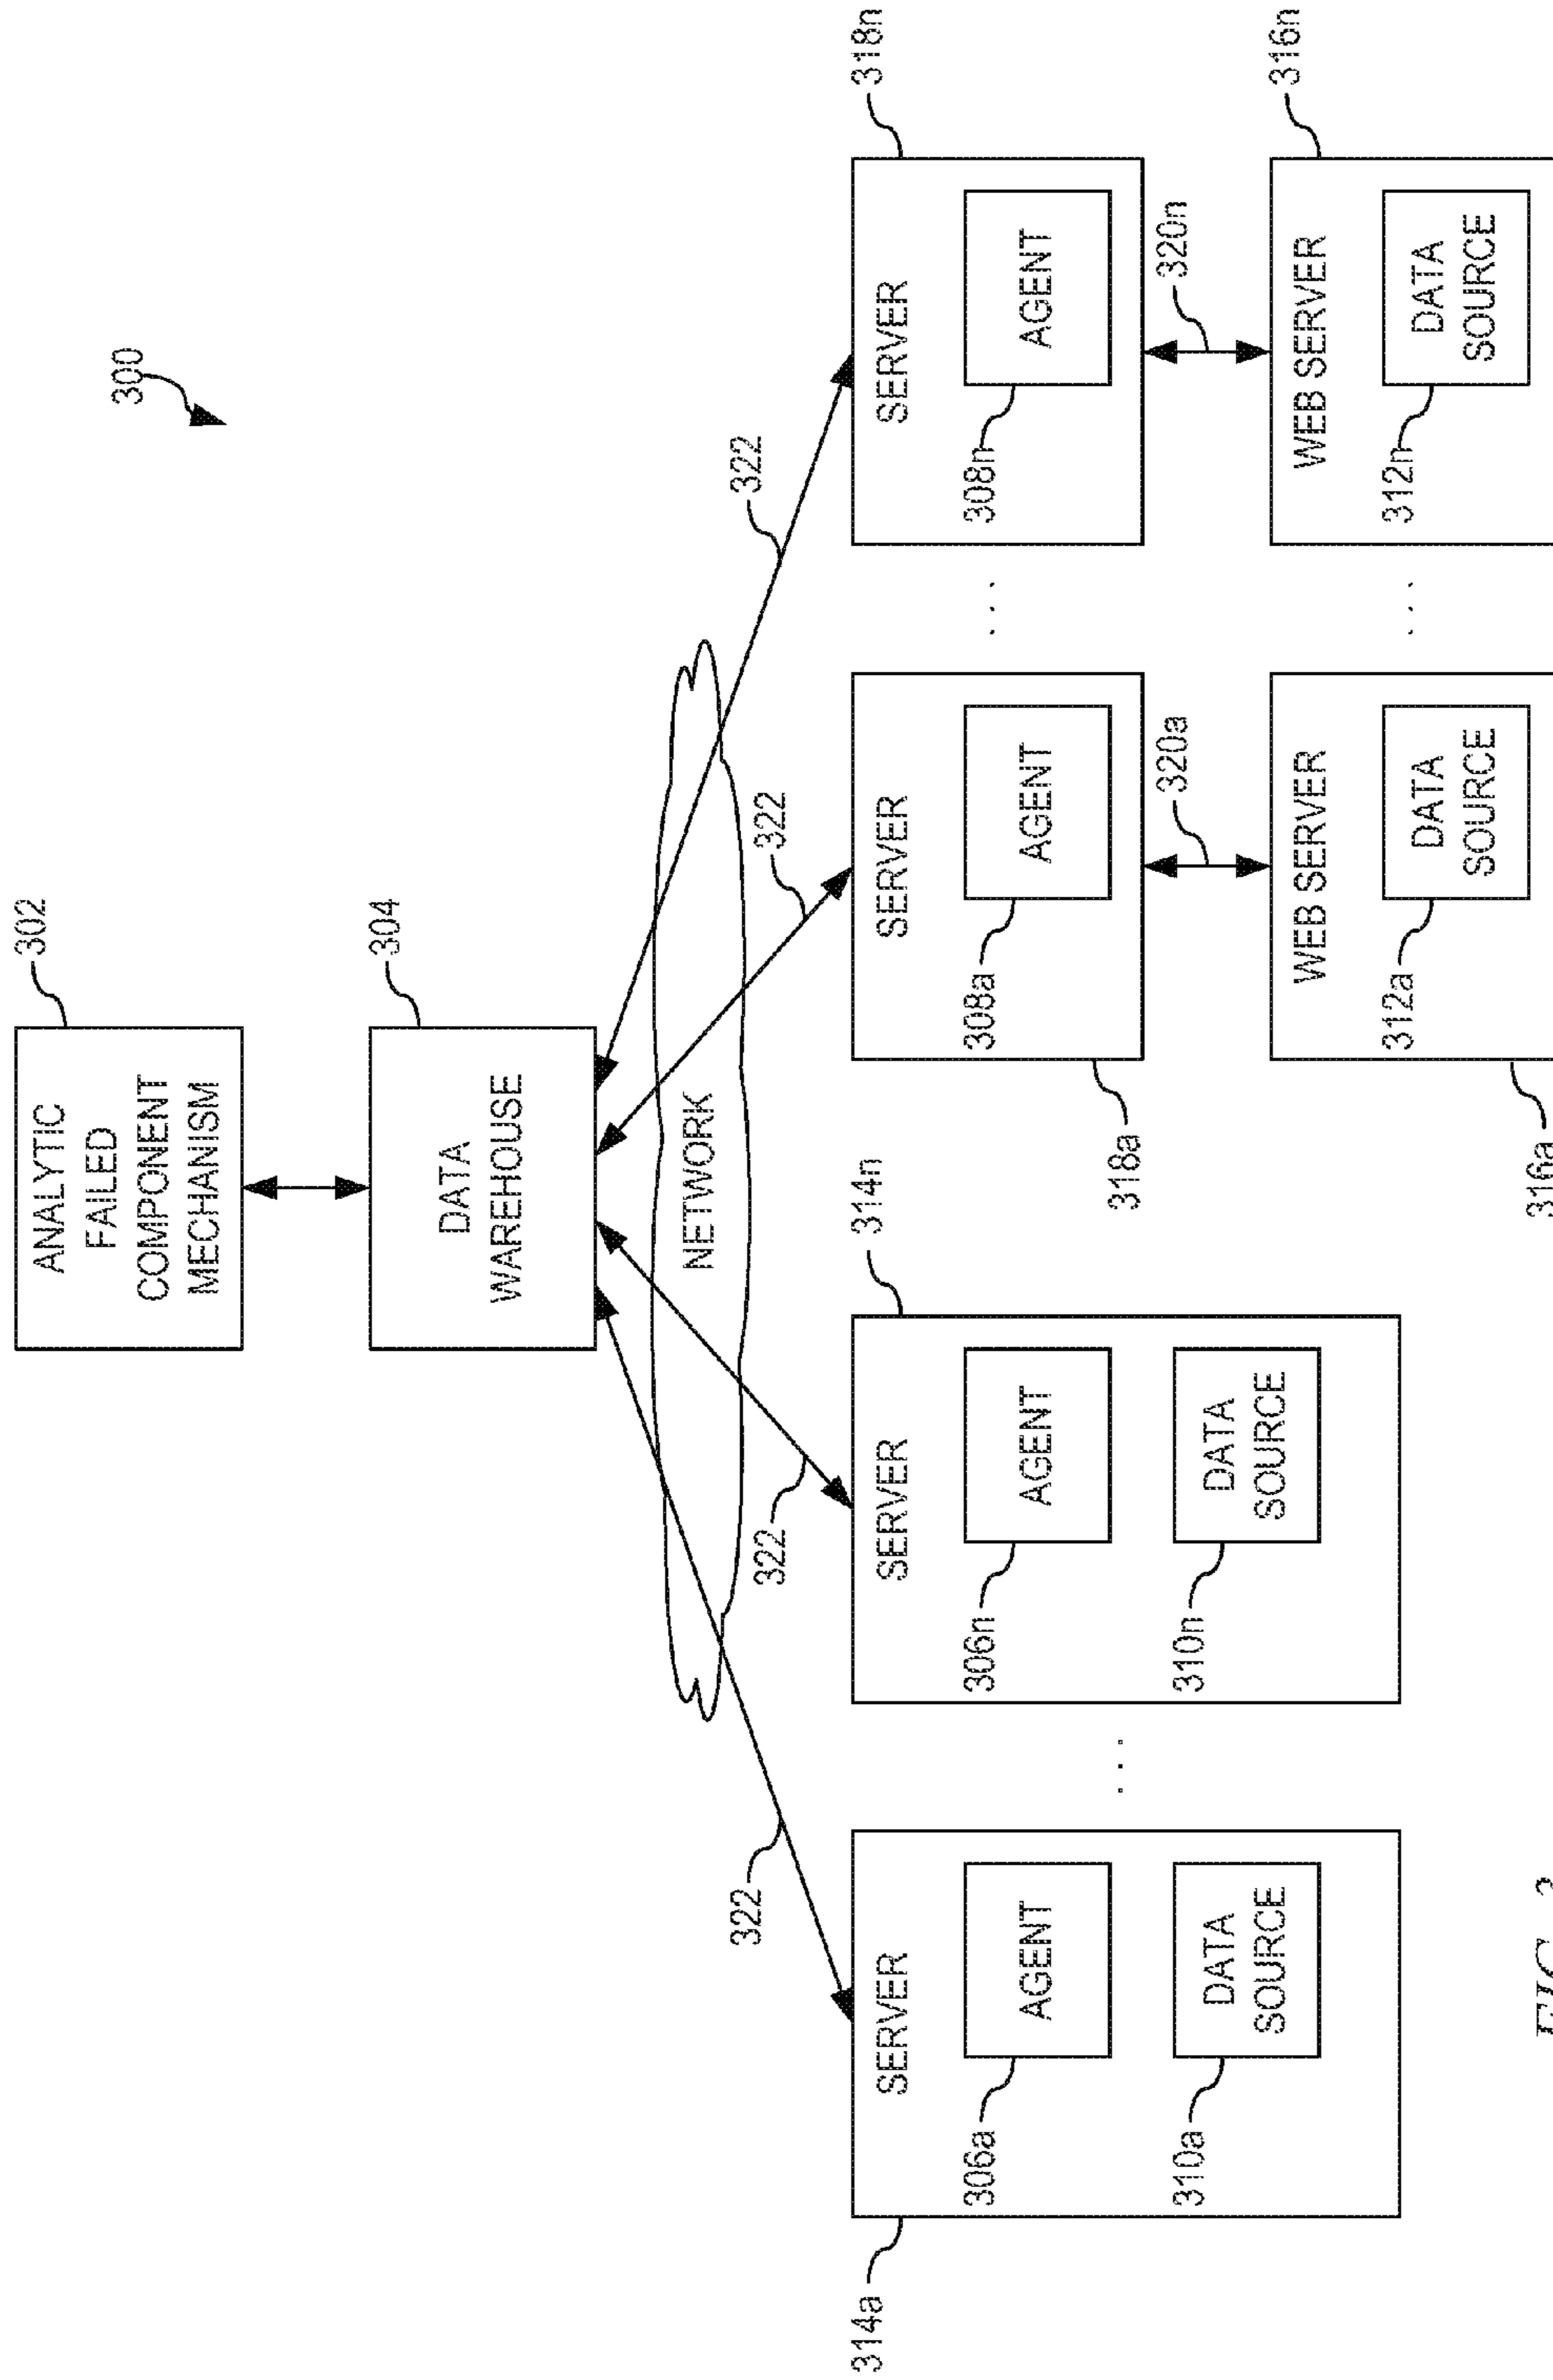 300
ANALYTIC
FAILED
COMPONENT
MECHANISM
302
DATA
WAREHOUSE
304
NETWORK
322
322
322
322
314a
SERVER
306a
AGENT
310a
DATA
SOURCE
. . .
314n
SERVER
306n
AGENT
310n
DATA
SOURCE
318a
SERVER
308a
AGENT
320a
316a
WEB SERVER
312a
DATA
SOURCE
. . .
. . .
318n
SERVER
308n
AGENT
320n
316n
WEB SERVER
312n
DATA
SOURCE
FIG. 3